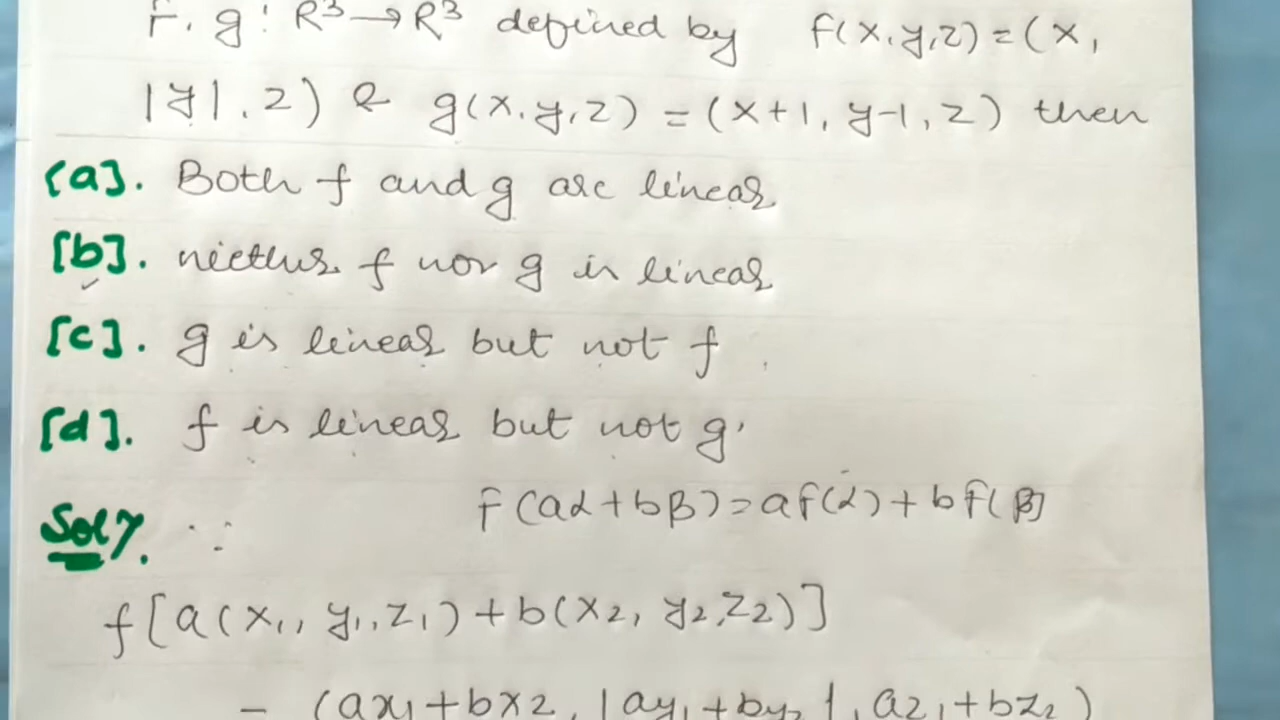 F, g: R³→R³ defined by f(x,y,z)=(x,
|y|,z) & g(x,y,z) = (x+1, y-1, z) then
[a]. Both f and g are linear
[b]. niether f nor g is linear
[c]. g is linear but not f.
[d]. f is linear but not g.
Sol7. ∵ F(aα+bβ)=af(α)+bf(β)
f[a(x₁, y₁,z₁)+b(x₂, y₂,z₂)]
= (ax₁+bx₂, |ay₁+by₂|, az₁+bz₂)